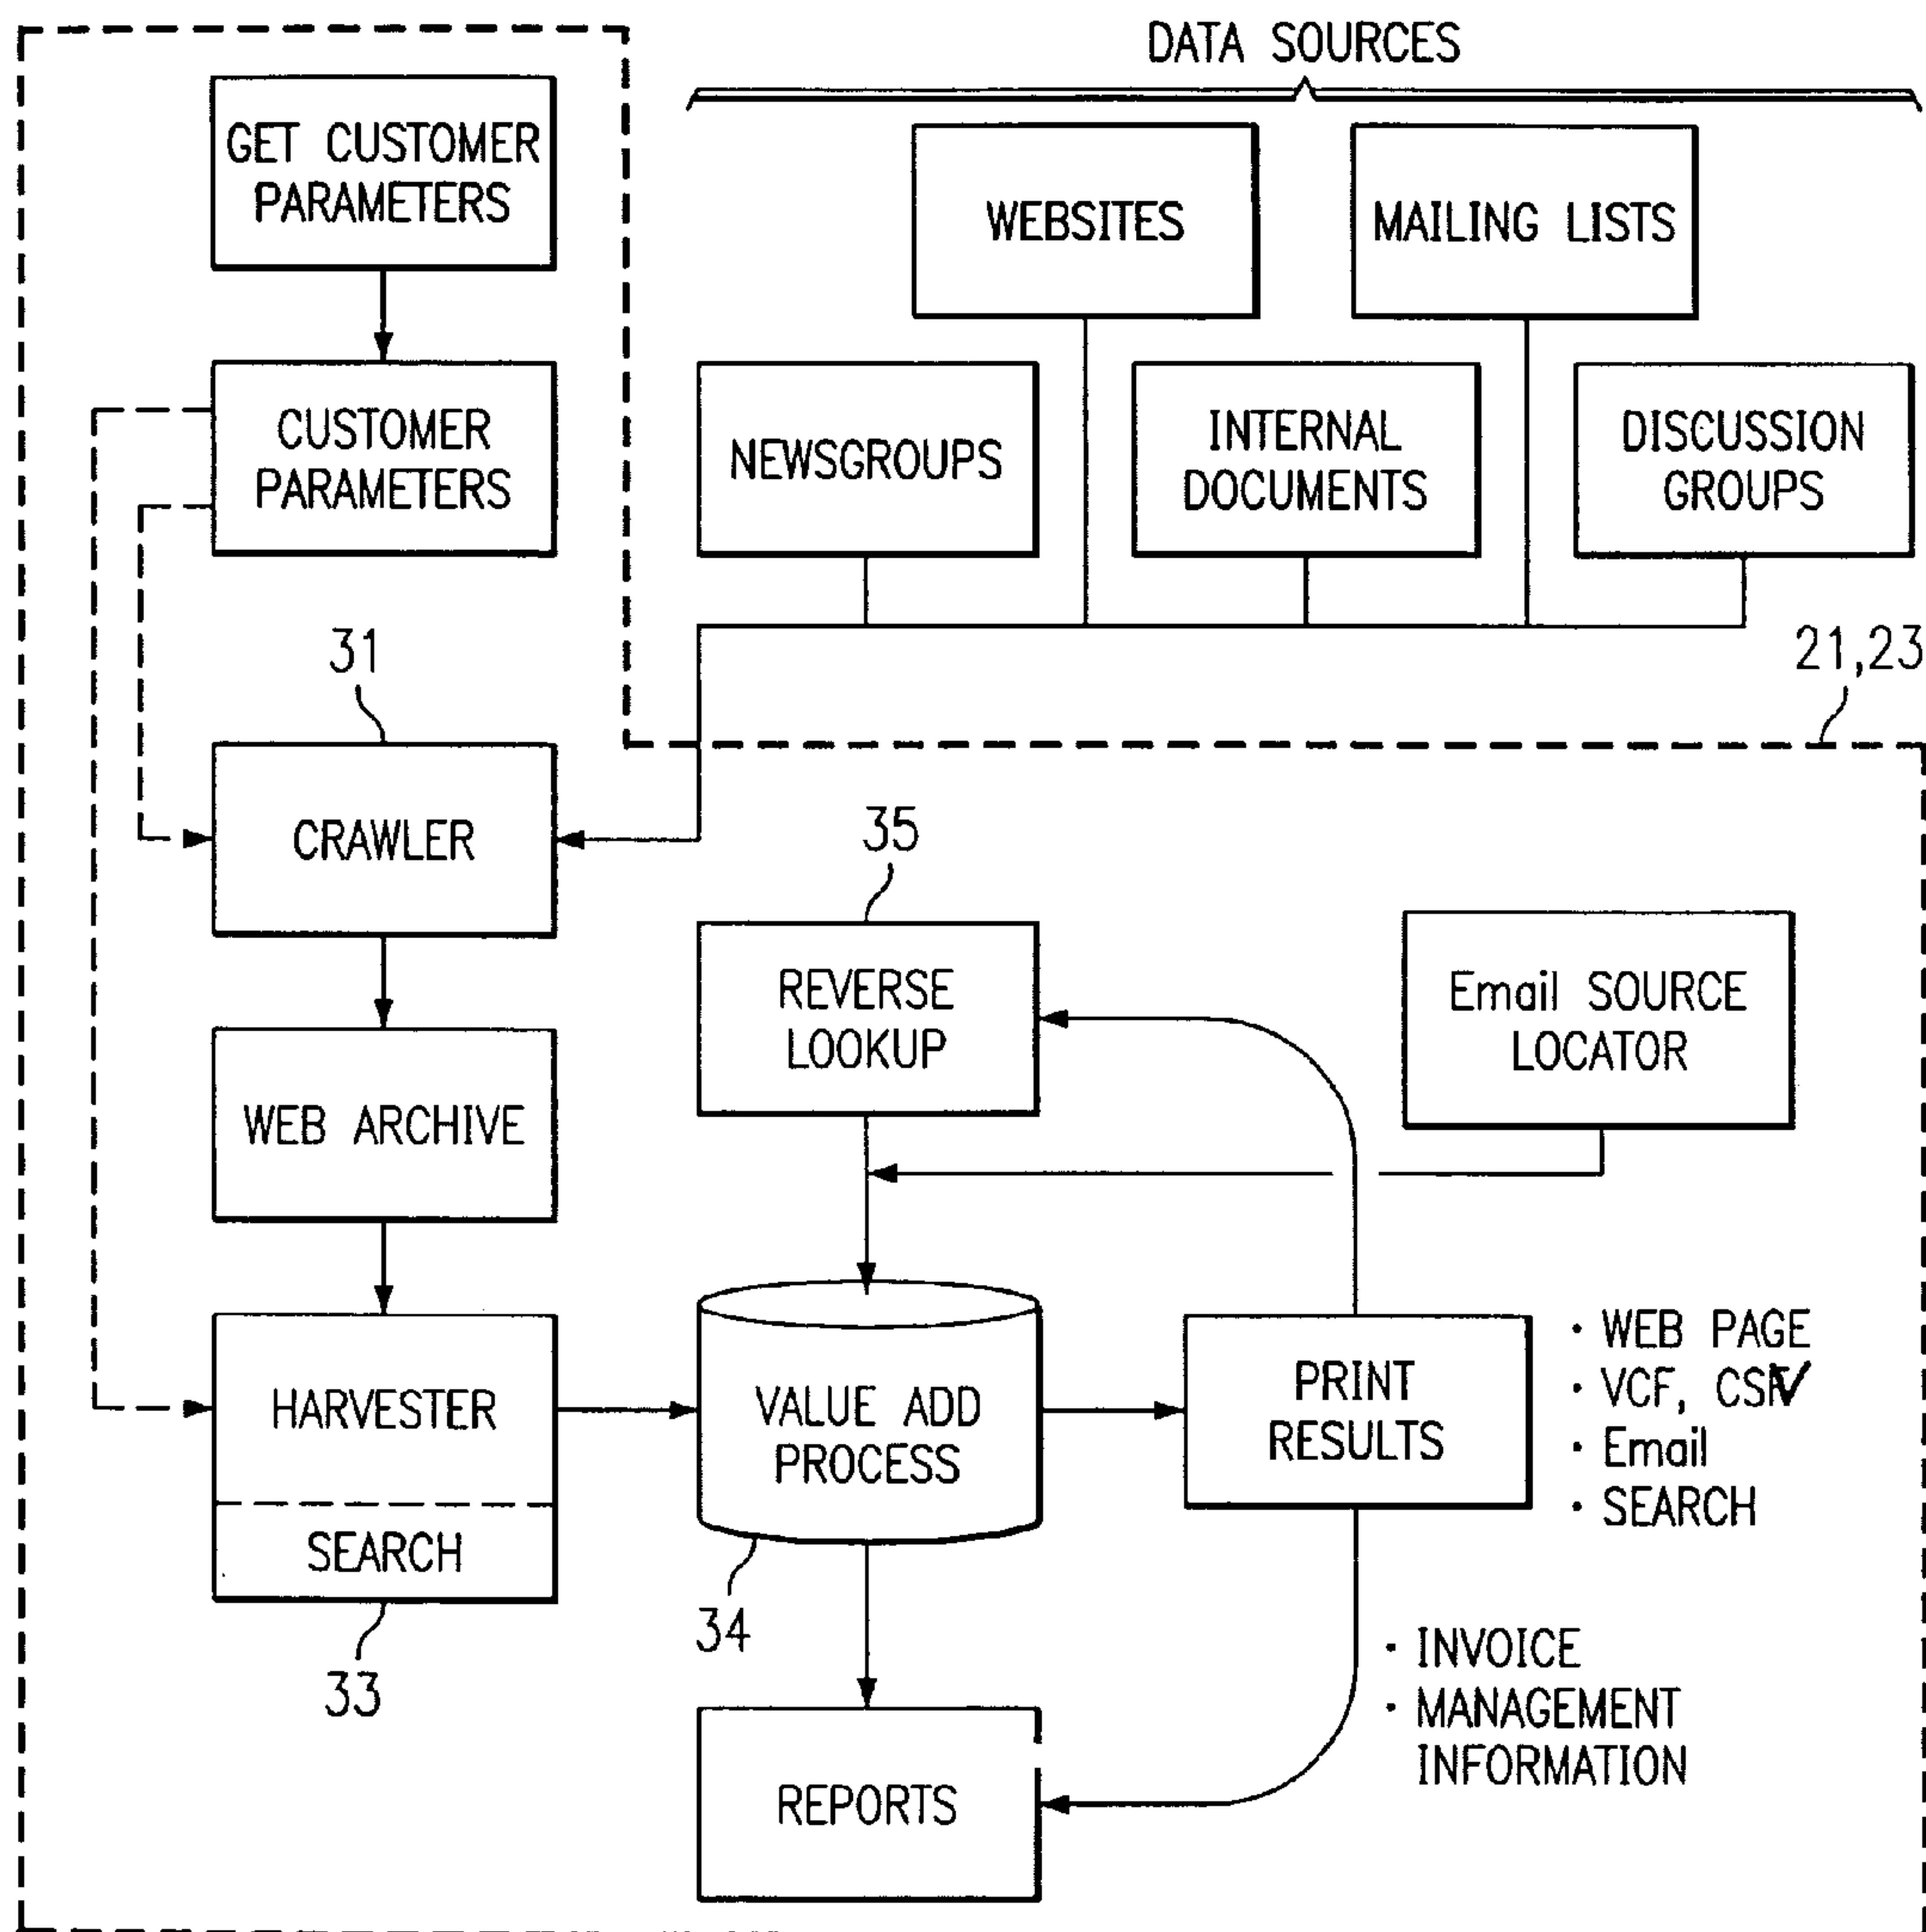 DATA SOURCES
GET CUSTOMER
PARAMETERS
WEBSITES
MAILING LISTS
CUSTOMER
PARAMETERS
NEWSGROUPS
INTERNAL
DOCUMENTS
DISCUSSION
GROUPS
31
21,23
CRAWLER
35
REVERSE
LOOKUP
Email SOURCE
LOCATOR
WEB ARCHIVE
HARVESTER
SEARCH
33
VALUE ADD
PROCESS
34
PRINT
RESULTS
· WEB PAGE
· VCF, CSV
· Email
· SEARCH
· INVOICE
· MANAGEMENT
INFORMATION
REPORTS